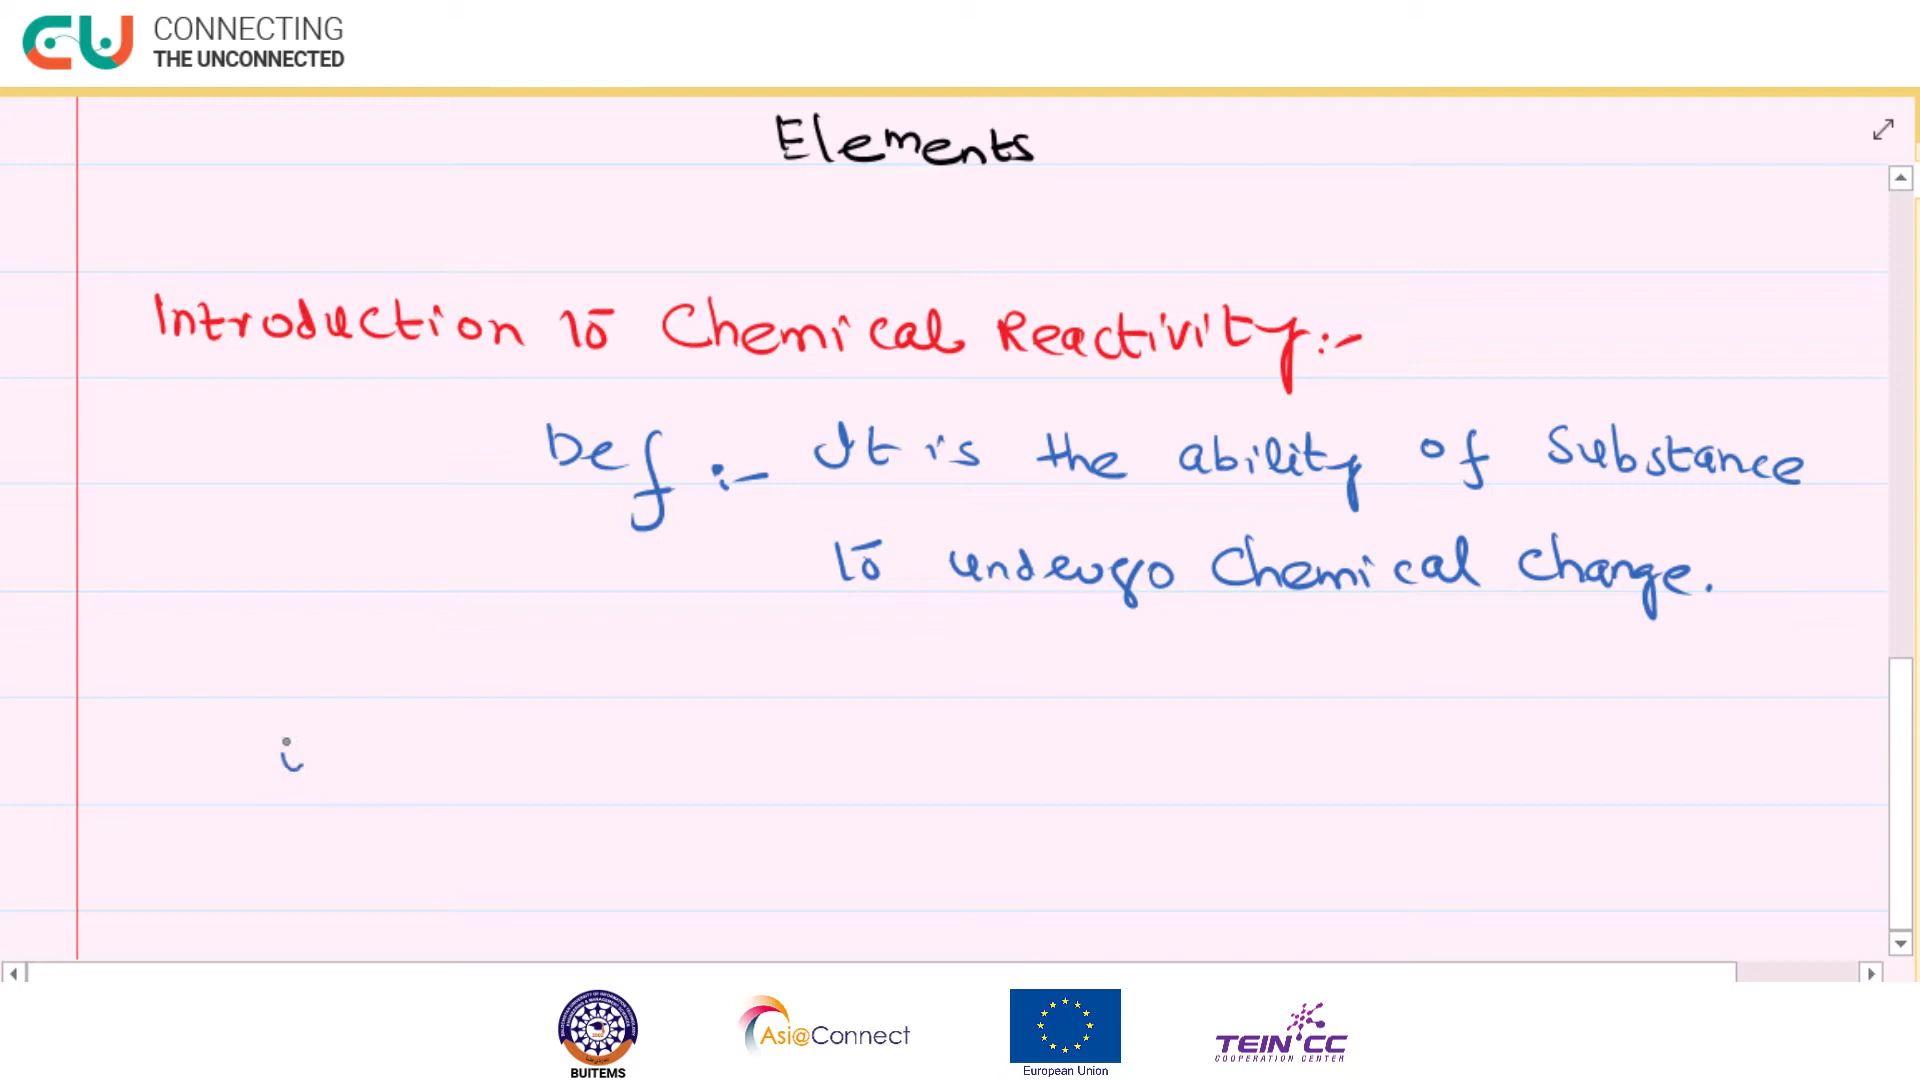 CONNECTING
THE UNCONNECTED
Elements
Introduction to Chemical Reactivity:-
Def :- It is the ability of Substance
to undergo Chemical Change.
i
BUITEMS
Asi@Connect
European Union
TEIN*CC
COOPERATION CENTER